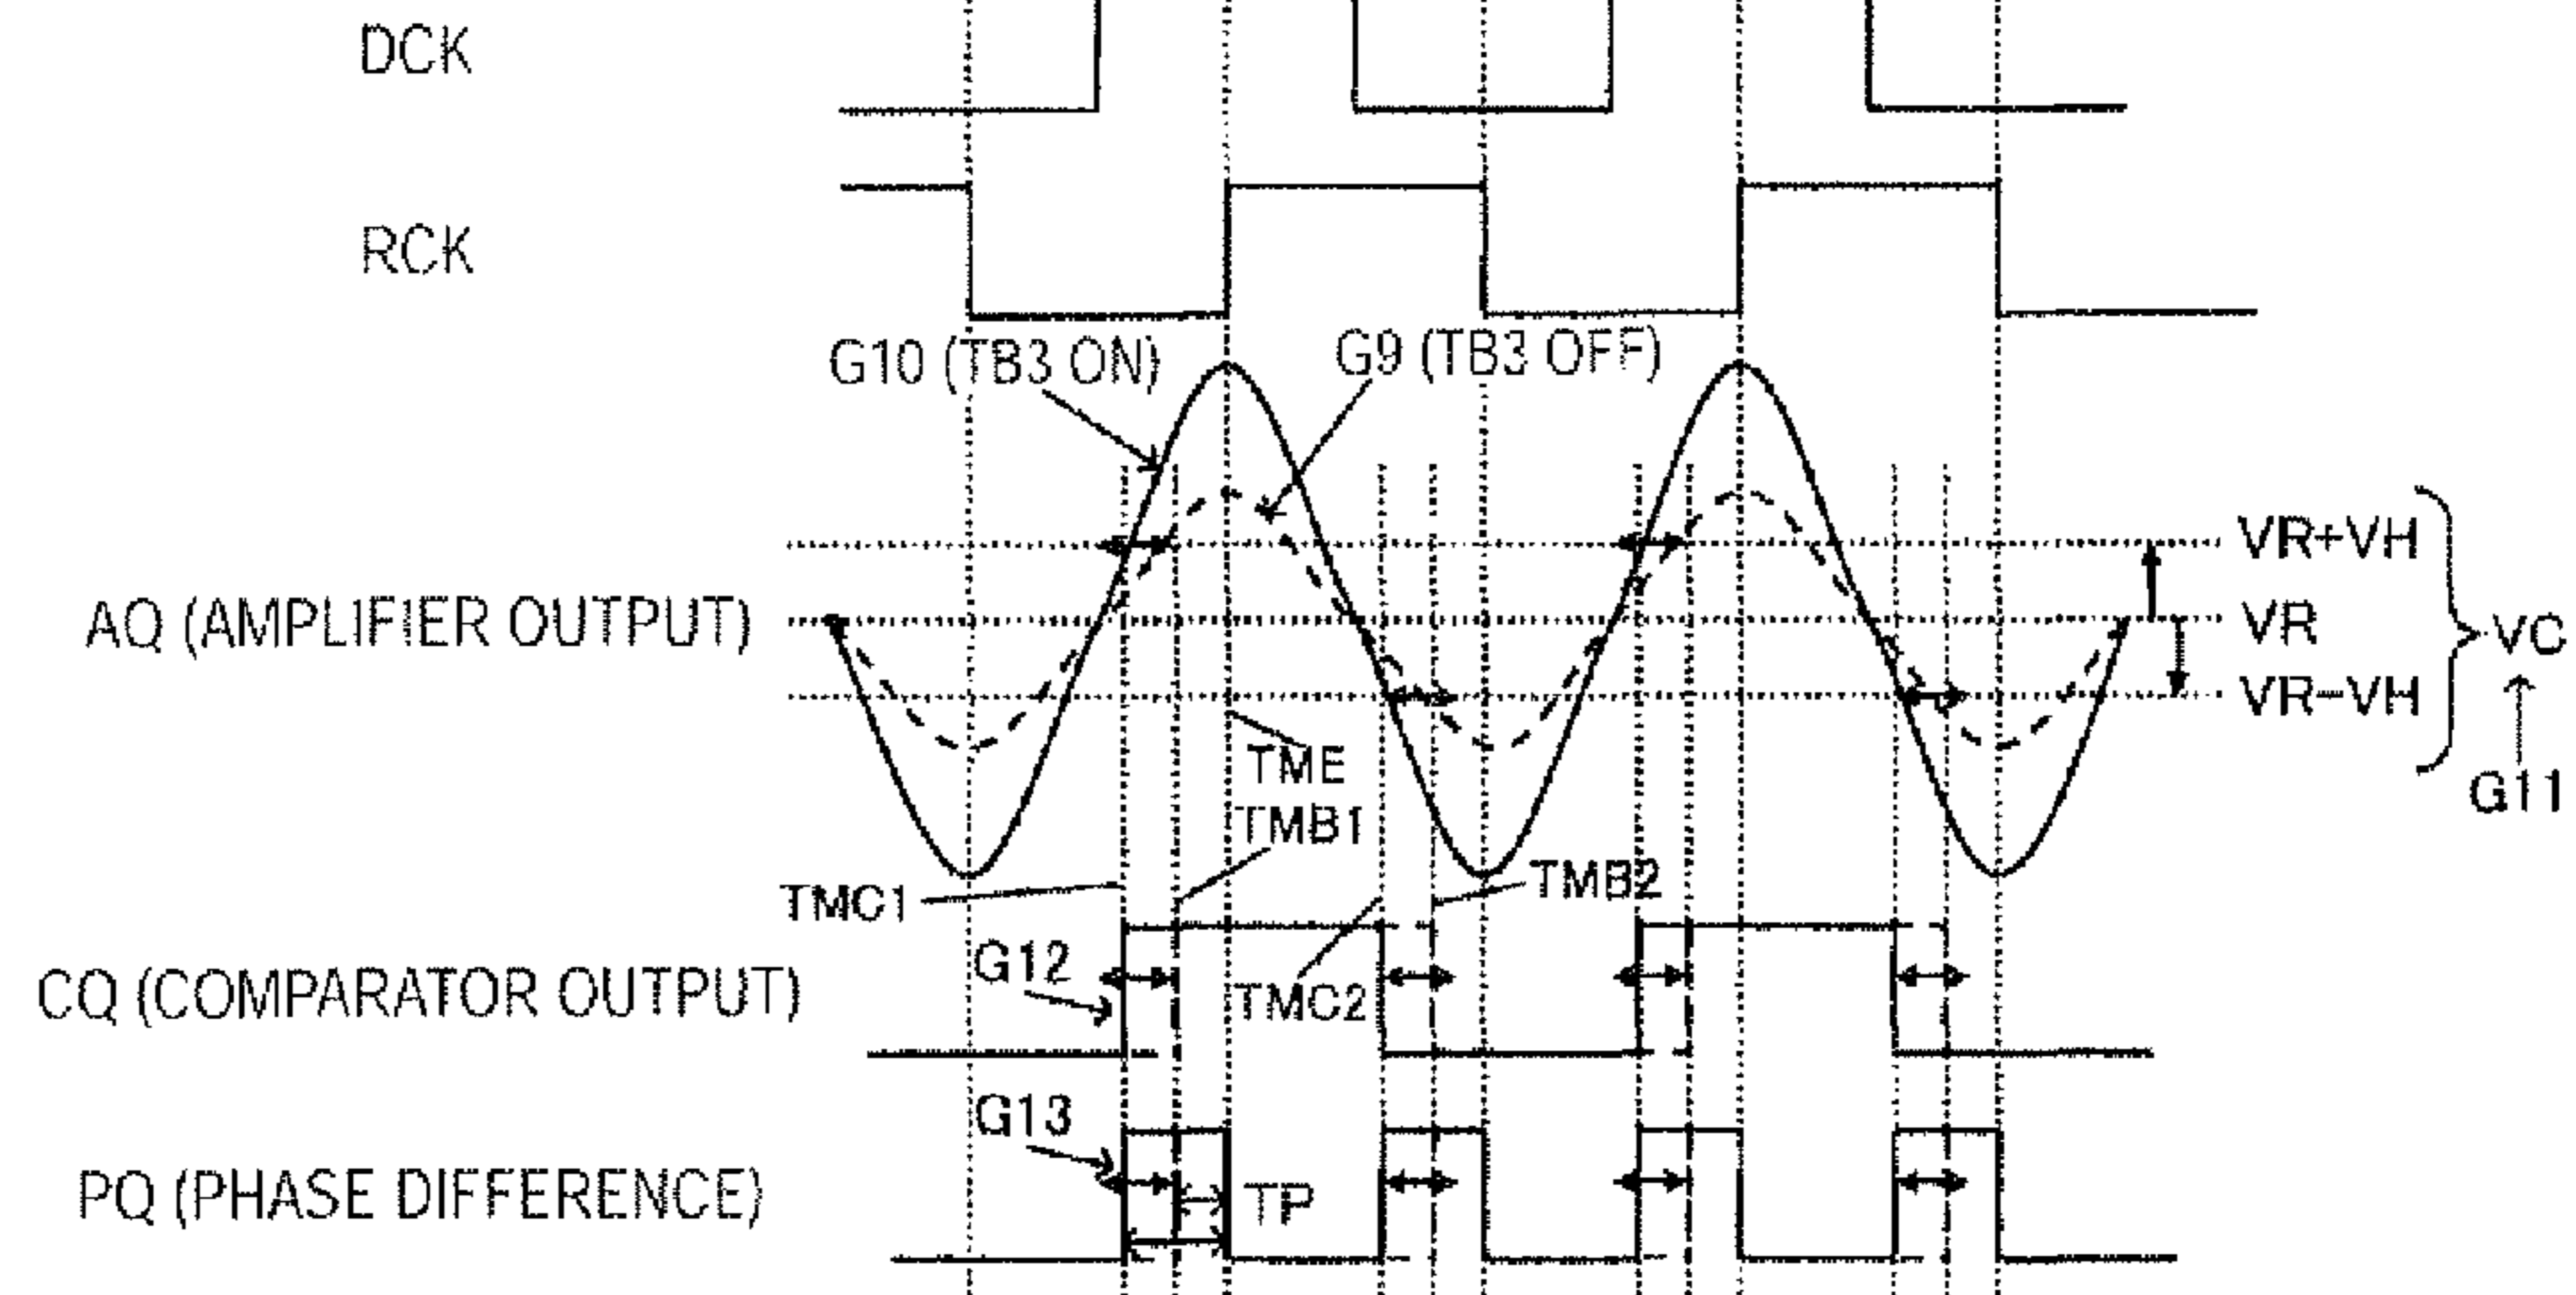 DCK
RCK
G10 (TB3 ON)
G9 (TB3 OFF)
VR+VH
AQ (AMPLIFIER OUTPUT)
VR
VC
VR-VH
TME
G11
TMB1
TMC1
TMB2
G12
CQ (COMPARATOR OUTPUT)
TMC2
G13
PQ (PHASE DIFFERENCE)
TP